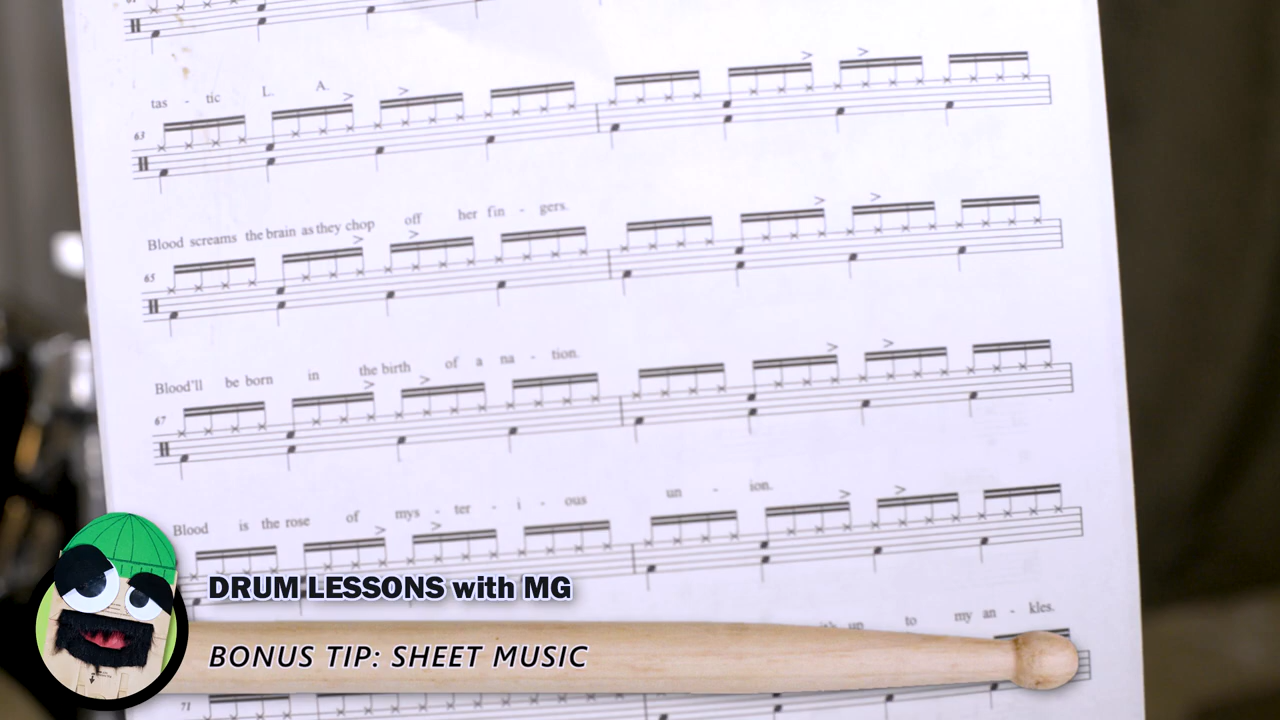 tas - tic L. A.
63
Blood screams the brain as they chop off her fin - gers.
65
Blood'll be born in the birth of a na - tion.
67
Blood is the rose of mys - ter - i - ous un - ion.
DRUM LESSONS with MG
up to my an - kles.
BONUS TIP: SHEET MUSIC
71